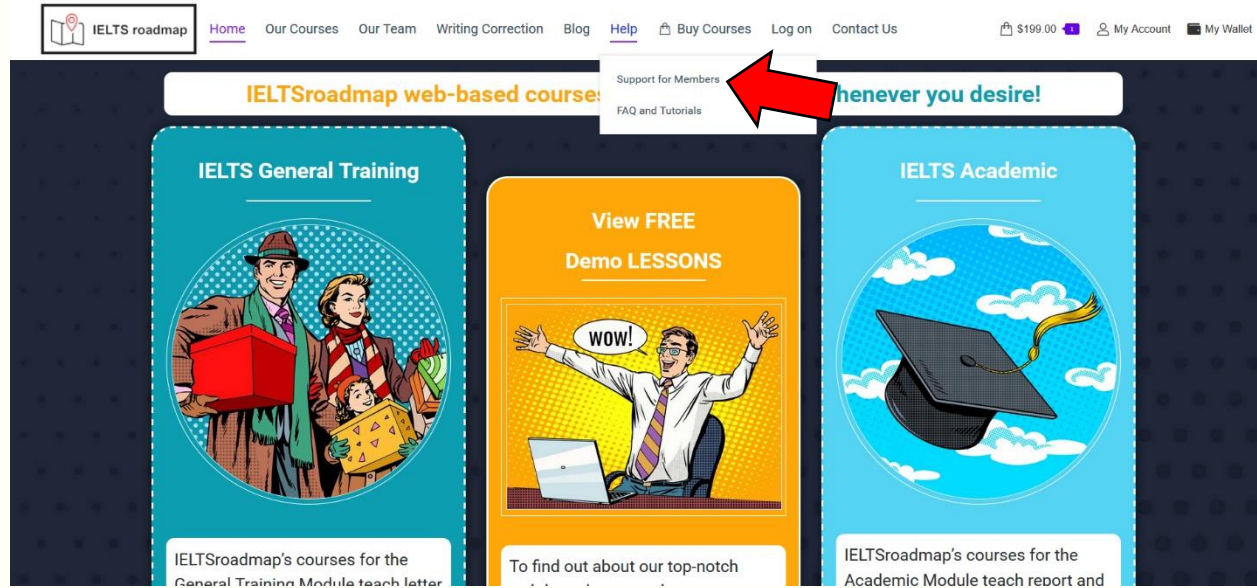 IELTS roadmap
Home Our Courses Our Team Writing Correction Blog Help Buy Courses Log on Contact Us $199.00 1 My Account My Wallet
Support for Members
FAQ and Tutorials
IELTSroadmap web-based course henever you desire!
IELTS General Training
View FREE
Demo LESSONS
WOW!
IELTS Academic
IELTSroadmap's courses for the
General Training Module teach letter
To find out about our top-notch
IELTSroadmap's courses for the
Academic Module teach report and